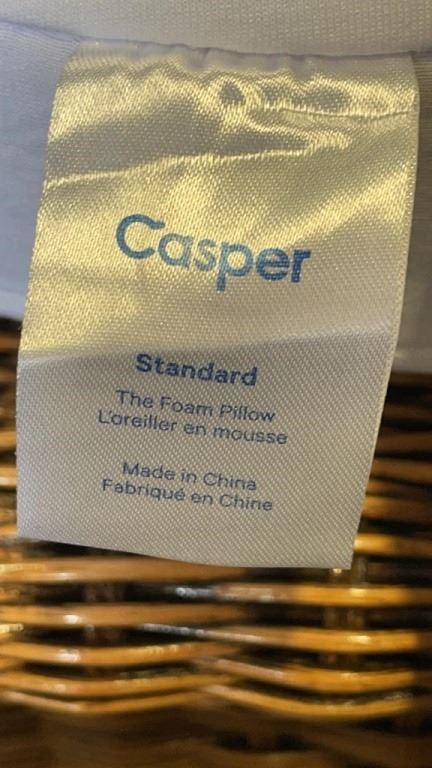 Casper
Standard
The Foam Pillow
L'oreiller en mousse
Made in China
Fabriqué en Chine